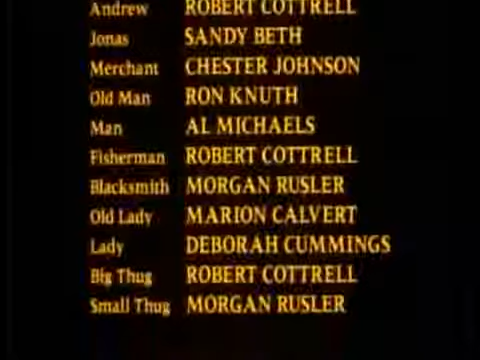 Andrew ROBERT COTTRELL
Jonas SANDY BETH
Merchant CHESTER JOHNSON
Old Man RON KNUTH
Man AL MICHAELS
Fisherman ROBERT COTTRELL
Blacksmith MORGAN RUSLER
Old Lady MARION CALVERT
Lady DEBORAH CUMMINGS
Big Thug ROBERT COTTRELL
Small Thug MORGAN RUSLER